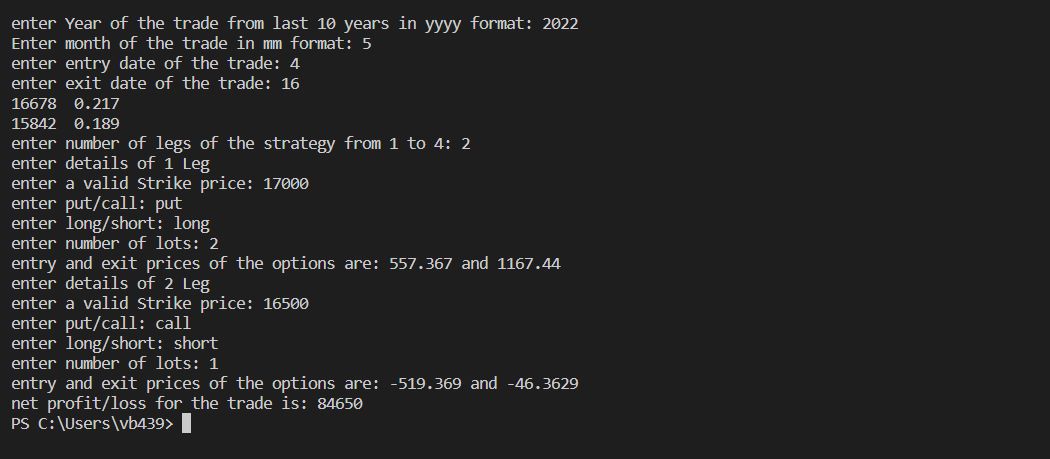 enter Year of the trade from last 10 years in yyyy format: 2022
Enter month of the trade in mm format: 5
enter entry date of the trade: 4
enter exit date of the trade: 16
16678  0.217
15842  0.189
enter number of legs of the strategy from 1 to 4: 2
enter details of 1 Leg
enter a valid Strike price: 17000
enter put/call: put
enter long/short: long
enter number of lots: 2
entry and exit prices of the options are: 557.367 and 1167.44
enter details of 2 Leg
enter a valid Strike price: 16500
enter put/call: call
enter long/short: short
enter number of lots: 1
entry and exit prices of the options are: -519.369 and -46.3629
net profit/loss for the trade is: 84650
PS C:\Users\vb439>